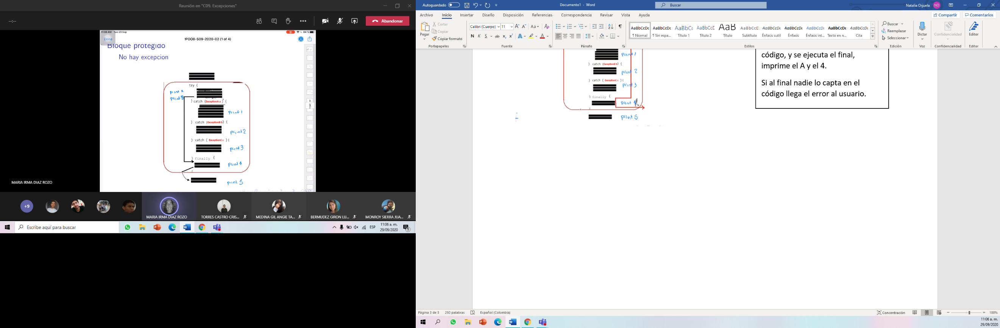 Reunión en "C09. Excepciones"
--:--
Abandonar
11:06 AM Tue 29 Sep
84 %
Done
!POOB-S09-2020-02 (1 of 4)
Bloque protegido
No hay excepcion
try {
print A
print B
} catch (ExceptionA a ) {
print 1
} catch (ExceptionB b) {
print 2
} catch ( ExceptionC c ){
print 3
} finally {
print 4
}
print 5
MARIA IRMA DIAZ ROZO
+9
MARIA IRMA DIAZ ROZO
TORRES CASTRO CRIS...
MEDINA GIL ANGIE TA...
BERMUDEZ GIRON LU...
MONROY SIERRA JUA...
Escribe aquí para buscar
ESP
11:06 a. m.
29/09/2020
1
Autoguardado
Documento1 - Word
Buscar
Natalia Orjuela
NO
Archivo
Inicio
Insertar
Diseño
Disposición
Referencias
Correspondencia
Revisar
Vista
Ayuda
Compartir
Comentarios
Pegar
Cortar
Copiar
Copiar formato
Portapapeles
Calibri (Cuerpo)
11
N K S ab x₂ x²
Fuente
Párrafo
AaBbCcDc
¶ Normal
AaBbCcDc
¶ Sin espa...
AaBbCc
Título 1
AaBbCcE
Título 2
AaB
Título
AaBbCcE
Subtítulo
AaBbCcDc
Énfasis sutil
AaBbCcDc
Énfasis
AaBbCcDc
Énfasis int...
AaBbCcDc
Texto en n...
AaBbCcDc
Cita
Estilos
Buscar
Reemplazar
Seleccionar
Edición
Dictar
Voz
Confidencialidad
Confidencialidad
Editor
Editor
print 1
} catch (ExceptionB b) {
print 2
} catch ( ExceptionC c ){
print 3
} finally {
print 4
print 5
código, y se ejecuta el final,
imprime el A y el 4.
Si al final nadie lo capta en el
código llega el error al usuario.
Página 3 de 3
250 palabras
Español (Colombia)
Concentración
188%
11:06 a. m.
29/09/2020